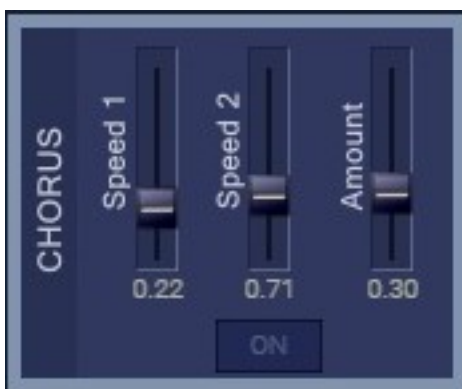 CHORUS
Speed 1
Speed 2
Amount
0.22
0.71
0.30
ON